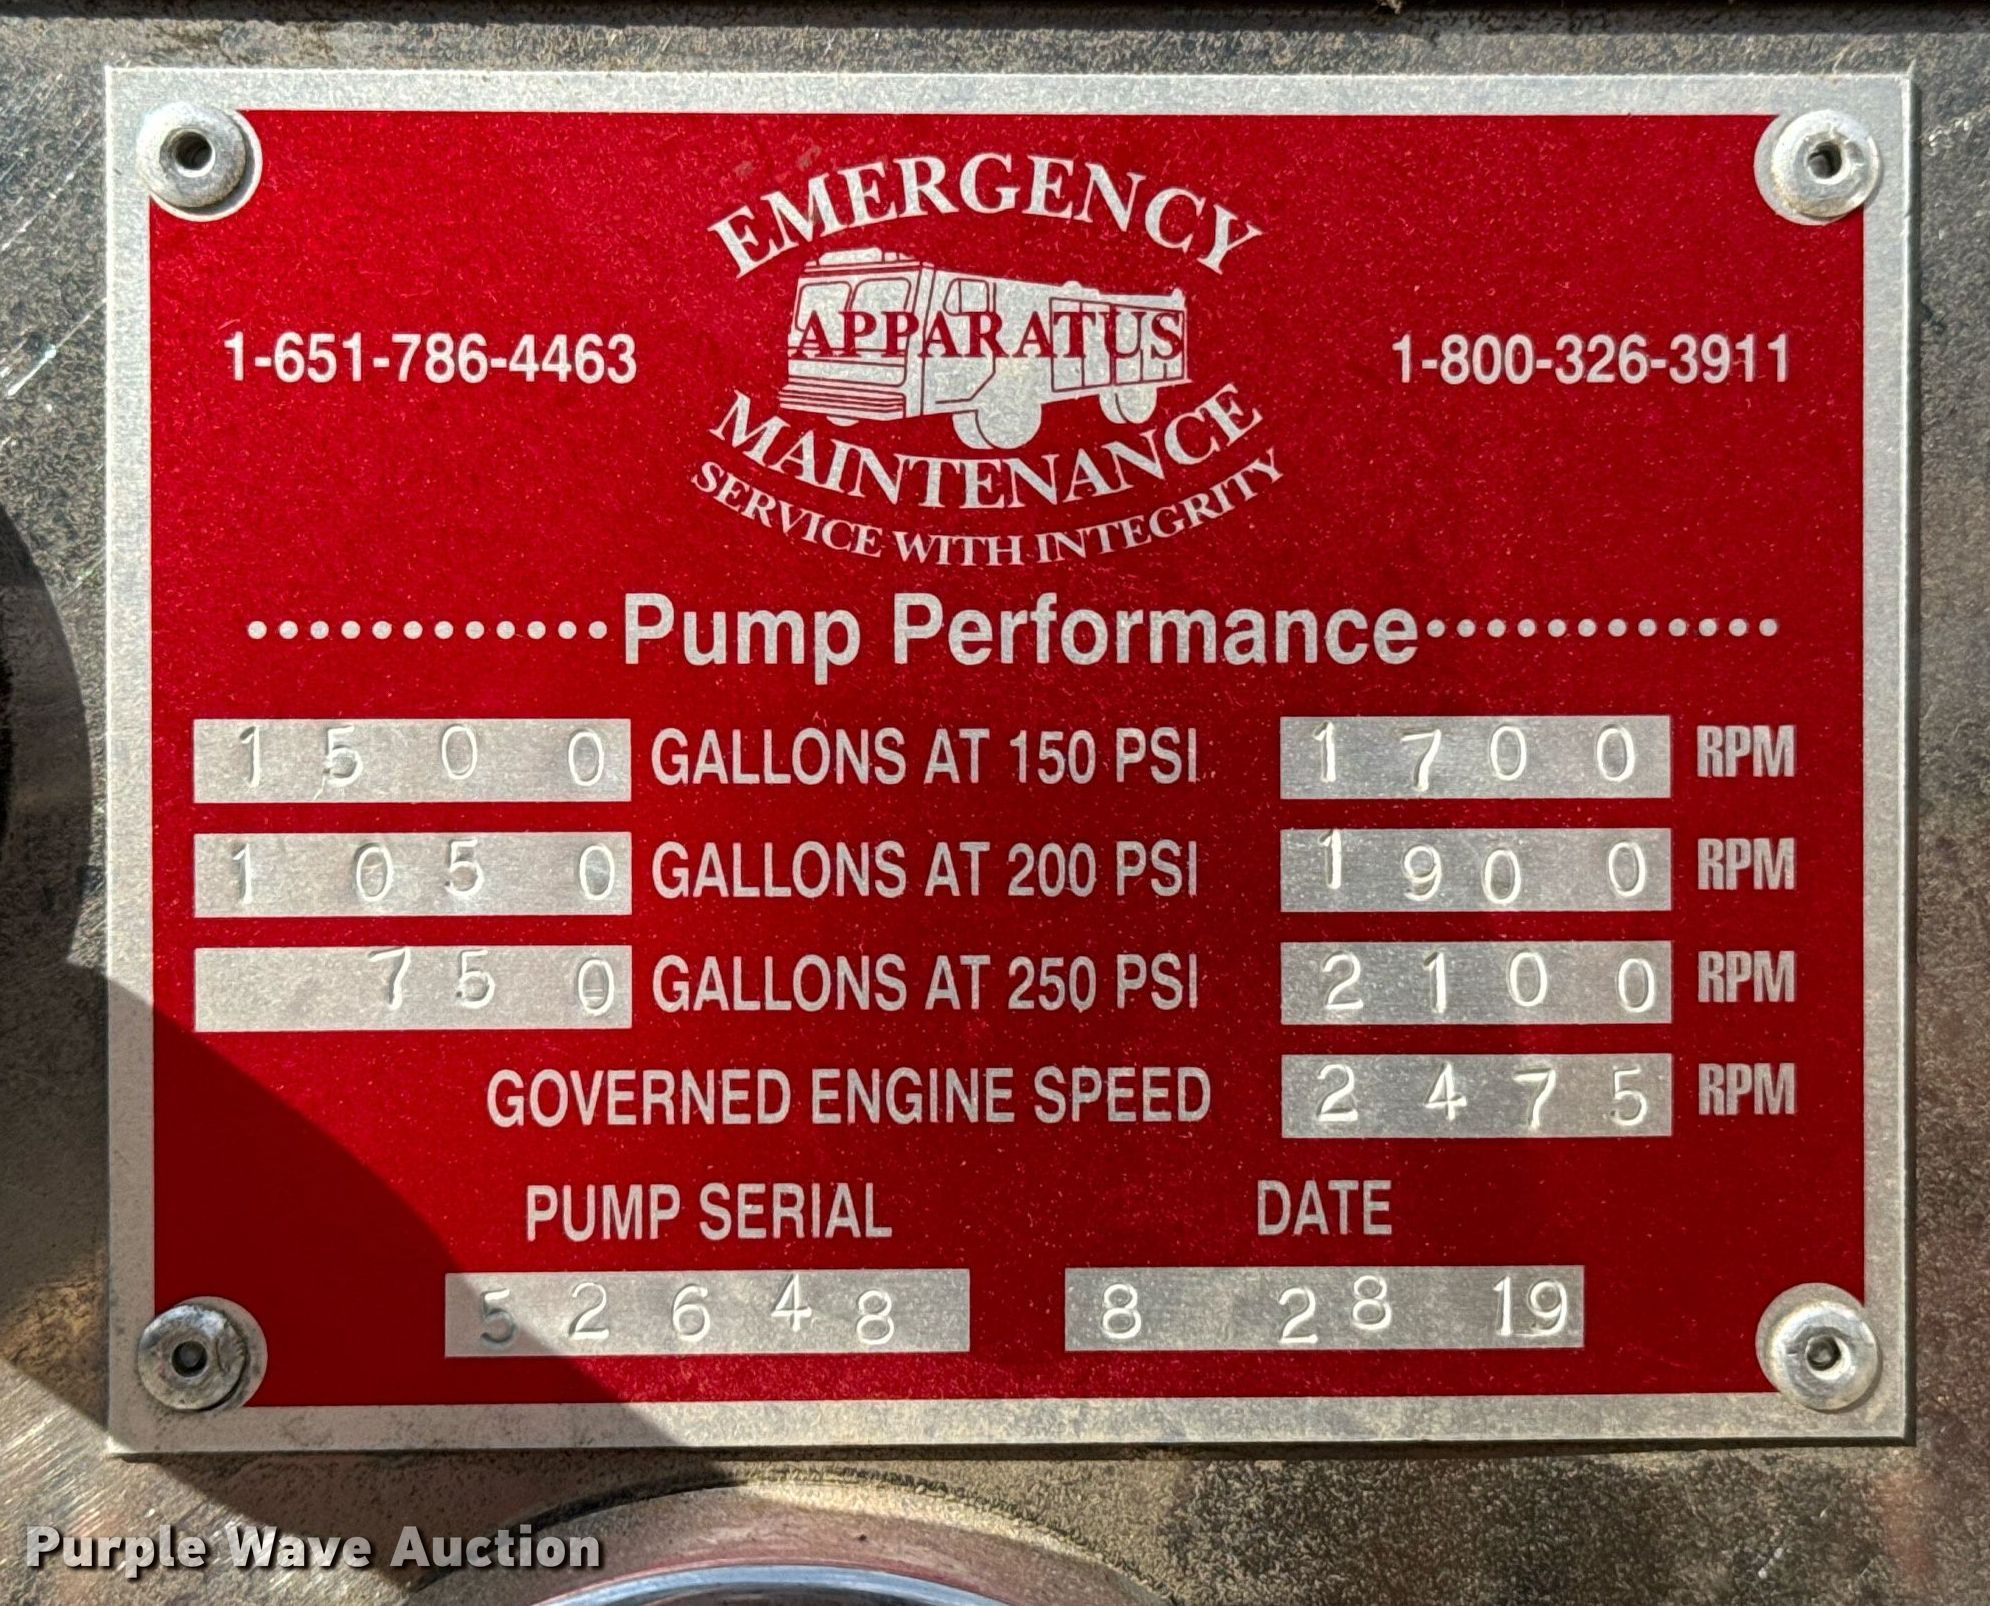 EMERGENCY
APPARATUS
MAINTENANCE
SERVICE WITH INTEGRITY
1-651-786-4463 1-800-326-3911
Pump Performance
1500 GALLONS AT 150 PSI 1700 RPM
1050 GALLONS AT 200 PSI 1900 RPM
750 GALLONS AT 250 PSI 2100 RPM
GOVERNED ENGINE SPEED 2475 RPM
PUMP SERIAL DATE
52648 8 28 19
Purple Wave Auction